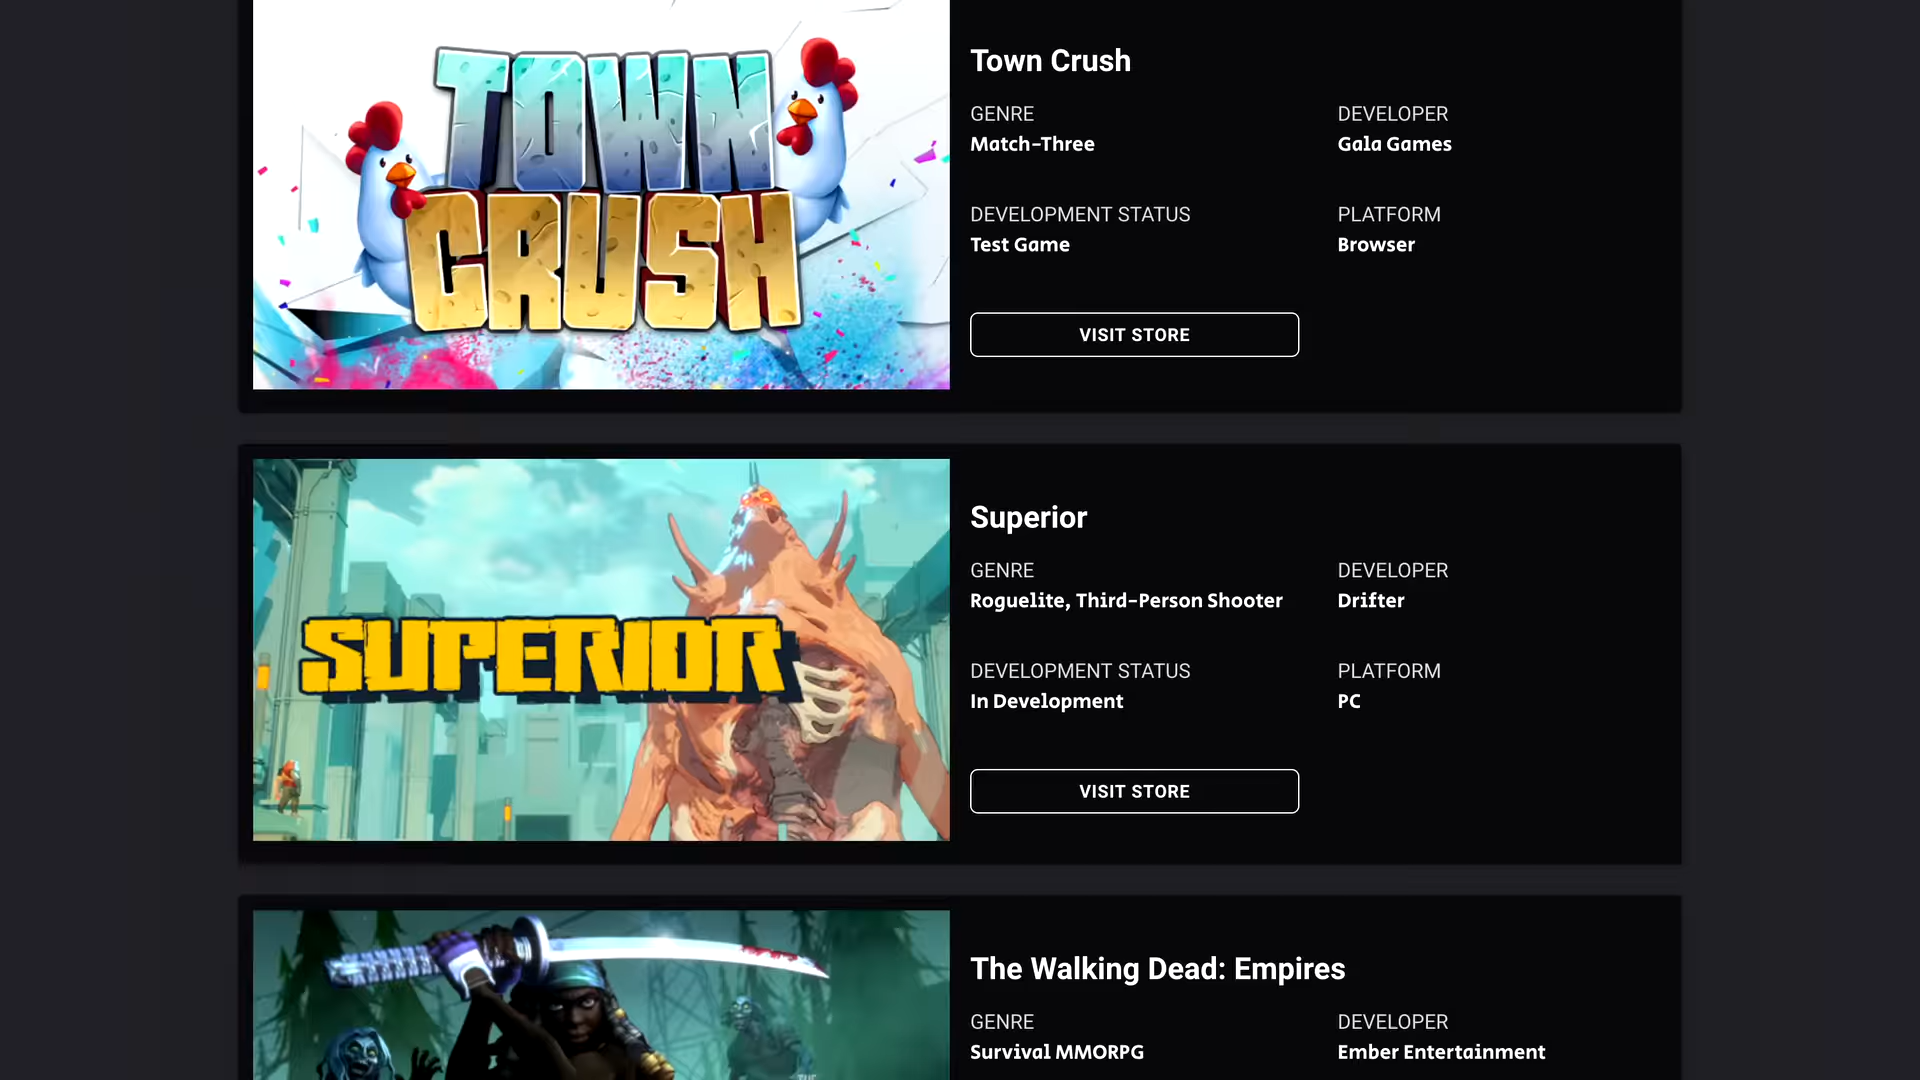 TOWN
CRUSH
Town Crush
GENRE
Match-Three
DEVELOPER
Gala Games
DEVELOPMENT STATUS
Test Game
PLATFORM
Browser
VISIT STORE
SUPERIOR
Superior
GENRE
Roguelite, Third-Person Shooter
DEVELOPER
Drifter
DEVELOPMENT STATUS
In Development
PLATFORM
PC
VISIT STORE
THE
The Walking Dead: Empires
GENRE
Survival MMORPG
DEVELOPER
Ember Entertainment